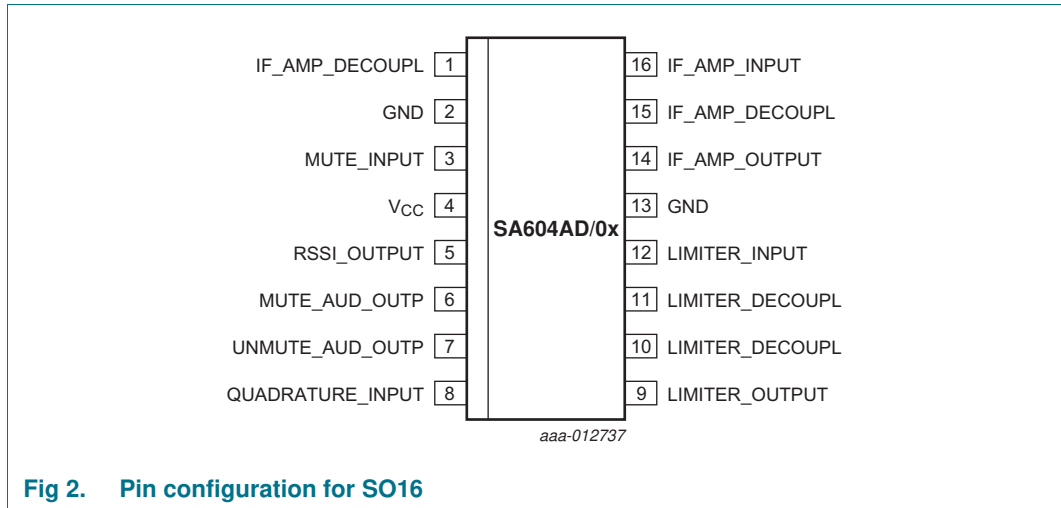 IF_AMP_DECOUPL 1 16 IF_AMP_INPUT
GND 2 15 IF_AMP_DECOUPL
MUTE_INPUT 3 14 IF_AMP_OUTPUT
VCC 4 13 GND
SA604AD/0x
RSSI_OUTPUT 5 12 LIMITER_INPUT
MUTE_AUD_OUTP 6 11 LIMITER_DECOUPL
UNMUTE_AUD_OUTP 7 10 LIMITER_DECOUPL
QUADRATURE_INPUT 8 9 LIMITER_OUTPUT
aaa-012737
Fig 2. Pin configuration for SO16